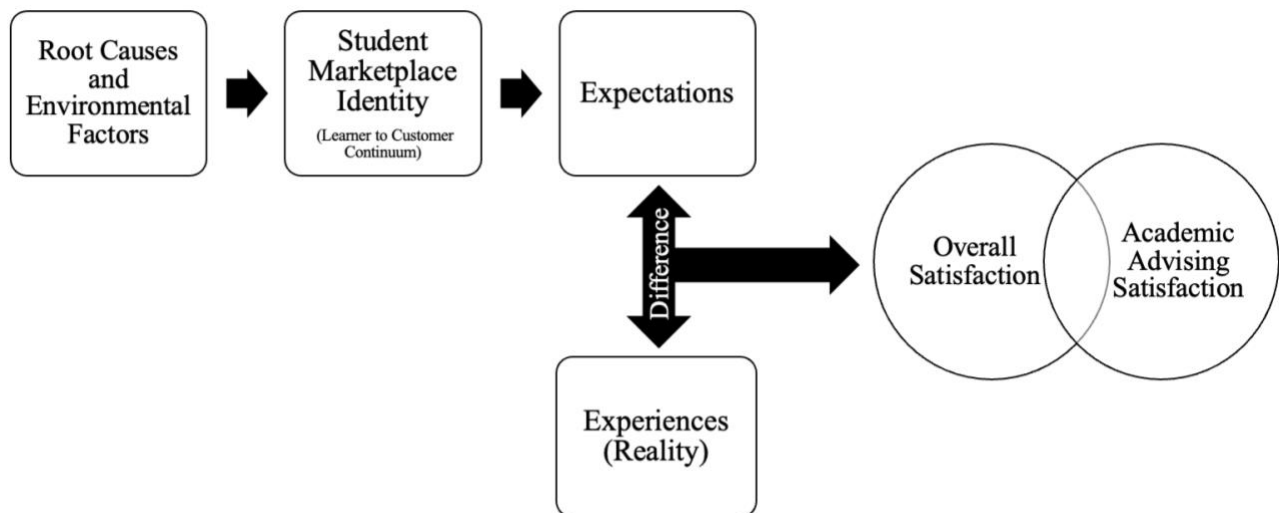 Root Causes
and
Environmental
Factors
Student
Marketplace
Identity
(Learner to Customer
Continuum)
Expectations
Difference
Experiences
(Reality)
Overall
Satisfaction
Academic
Advising
Satisfaction